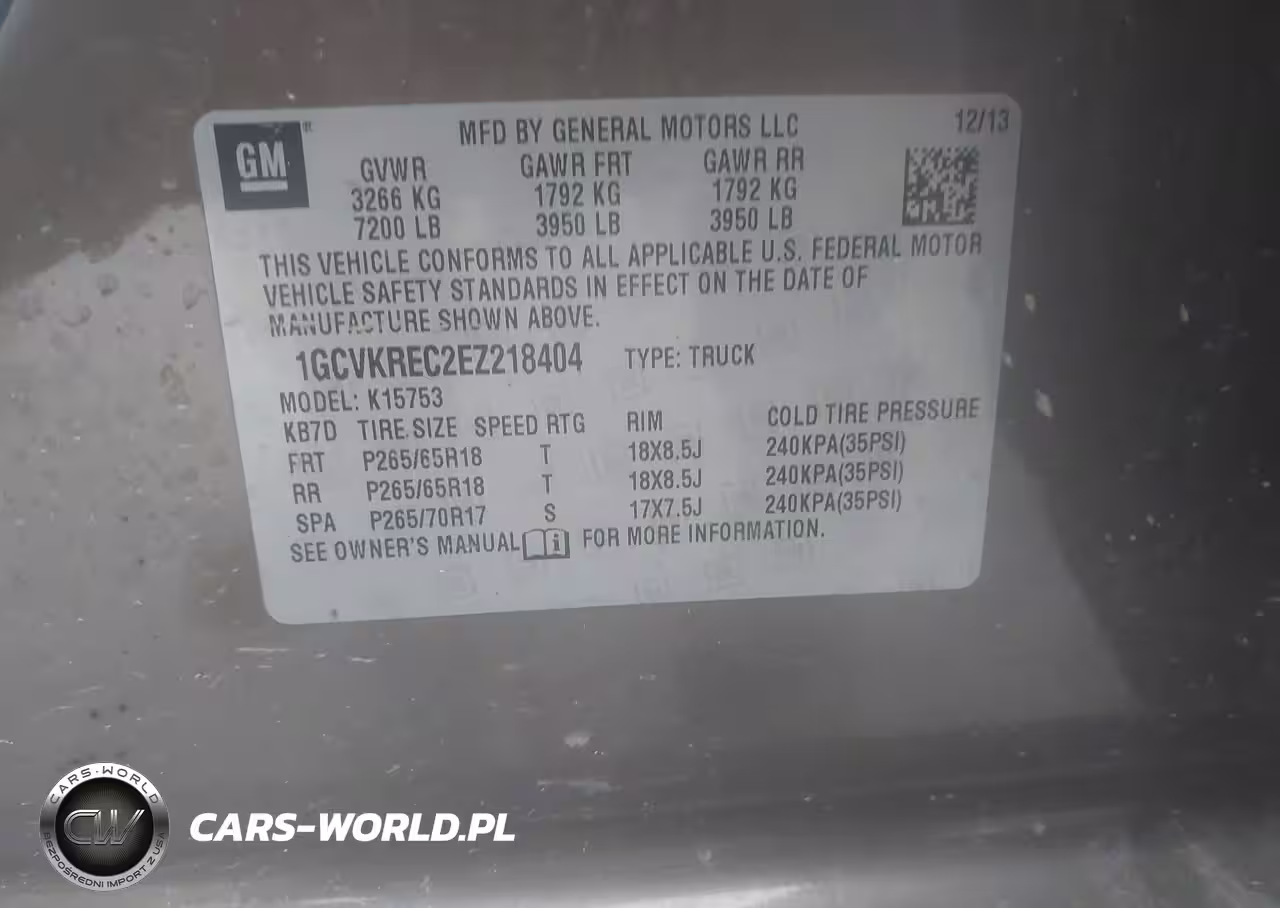 GM
MFD BY GENERAL MOTORS LLC 12/13
GVWR GAWR FRT GAWR RR
3266 KG 1792 KG 1792 KG
7200 LB 3950 LB 3950 LB
THIS VEHICLE CONFORMS TO ALL APPLICABLE U.S. FEDERAL MOTOR
VEHICLE SAFETY STANDARDS IN EFFECT ON THE DATE OF
MANUFACTURE SHOWN ABOVE.
1GCVKREC2EZ218404 TYPE: TRUCK
MODEL: K15753
KB7D TIRE SIZE SPEED RTG RIM COLD TIRE PRESSURE
FRT P265/65R18 T 18X8.5J 240KPA(35PSI)
RR P265/65R18 T 18X8.5J 240KPA(35PSI)
SPA P265/70R17 S 17X7.5J 240KPA(35PSI)
SEE OWNER'S MANUAL FOR MORE INFORMATION.
CARS-WORLD
CW
BEZPOŚREDNI IMPORT Z USA
CARS-WORLD.PL